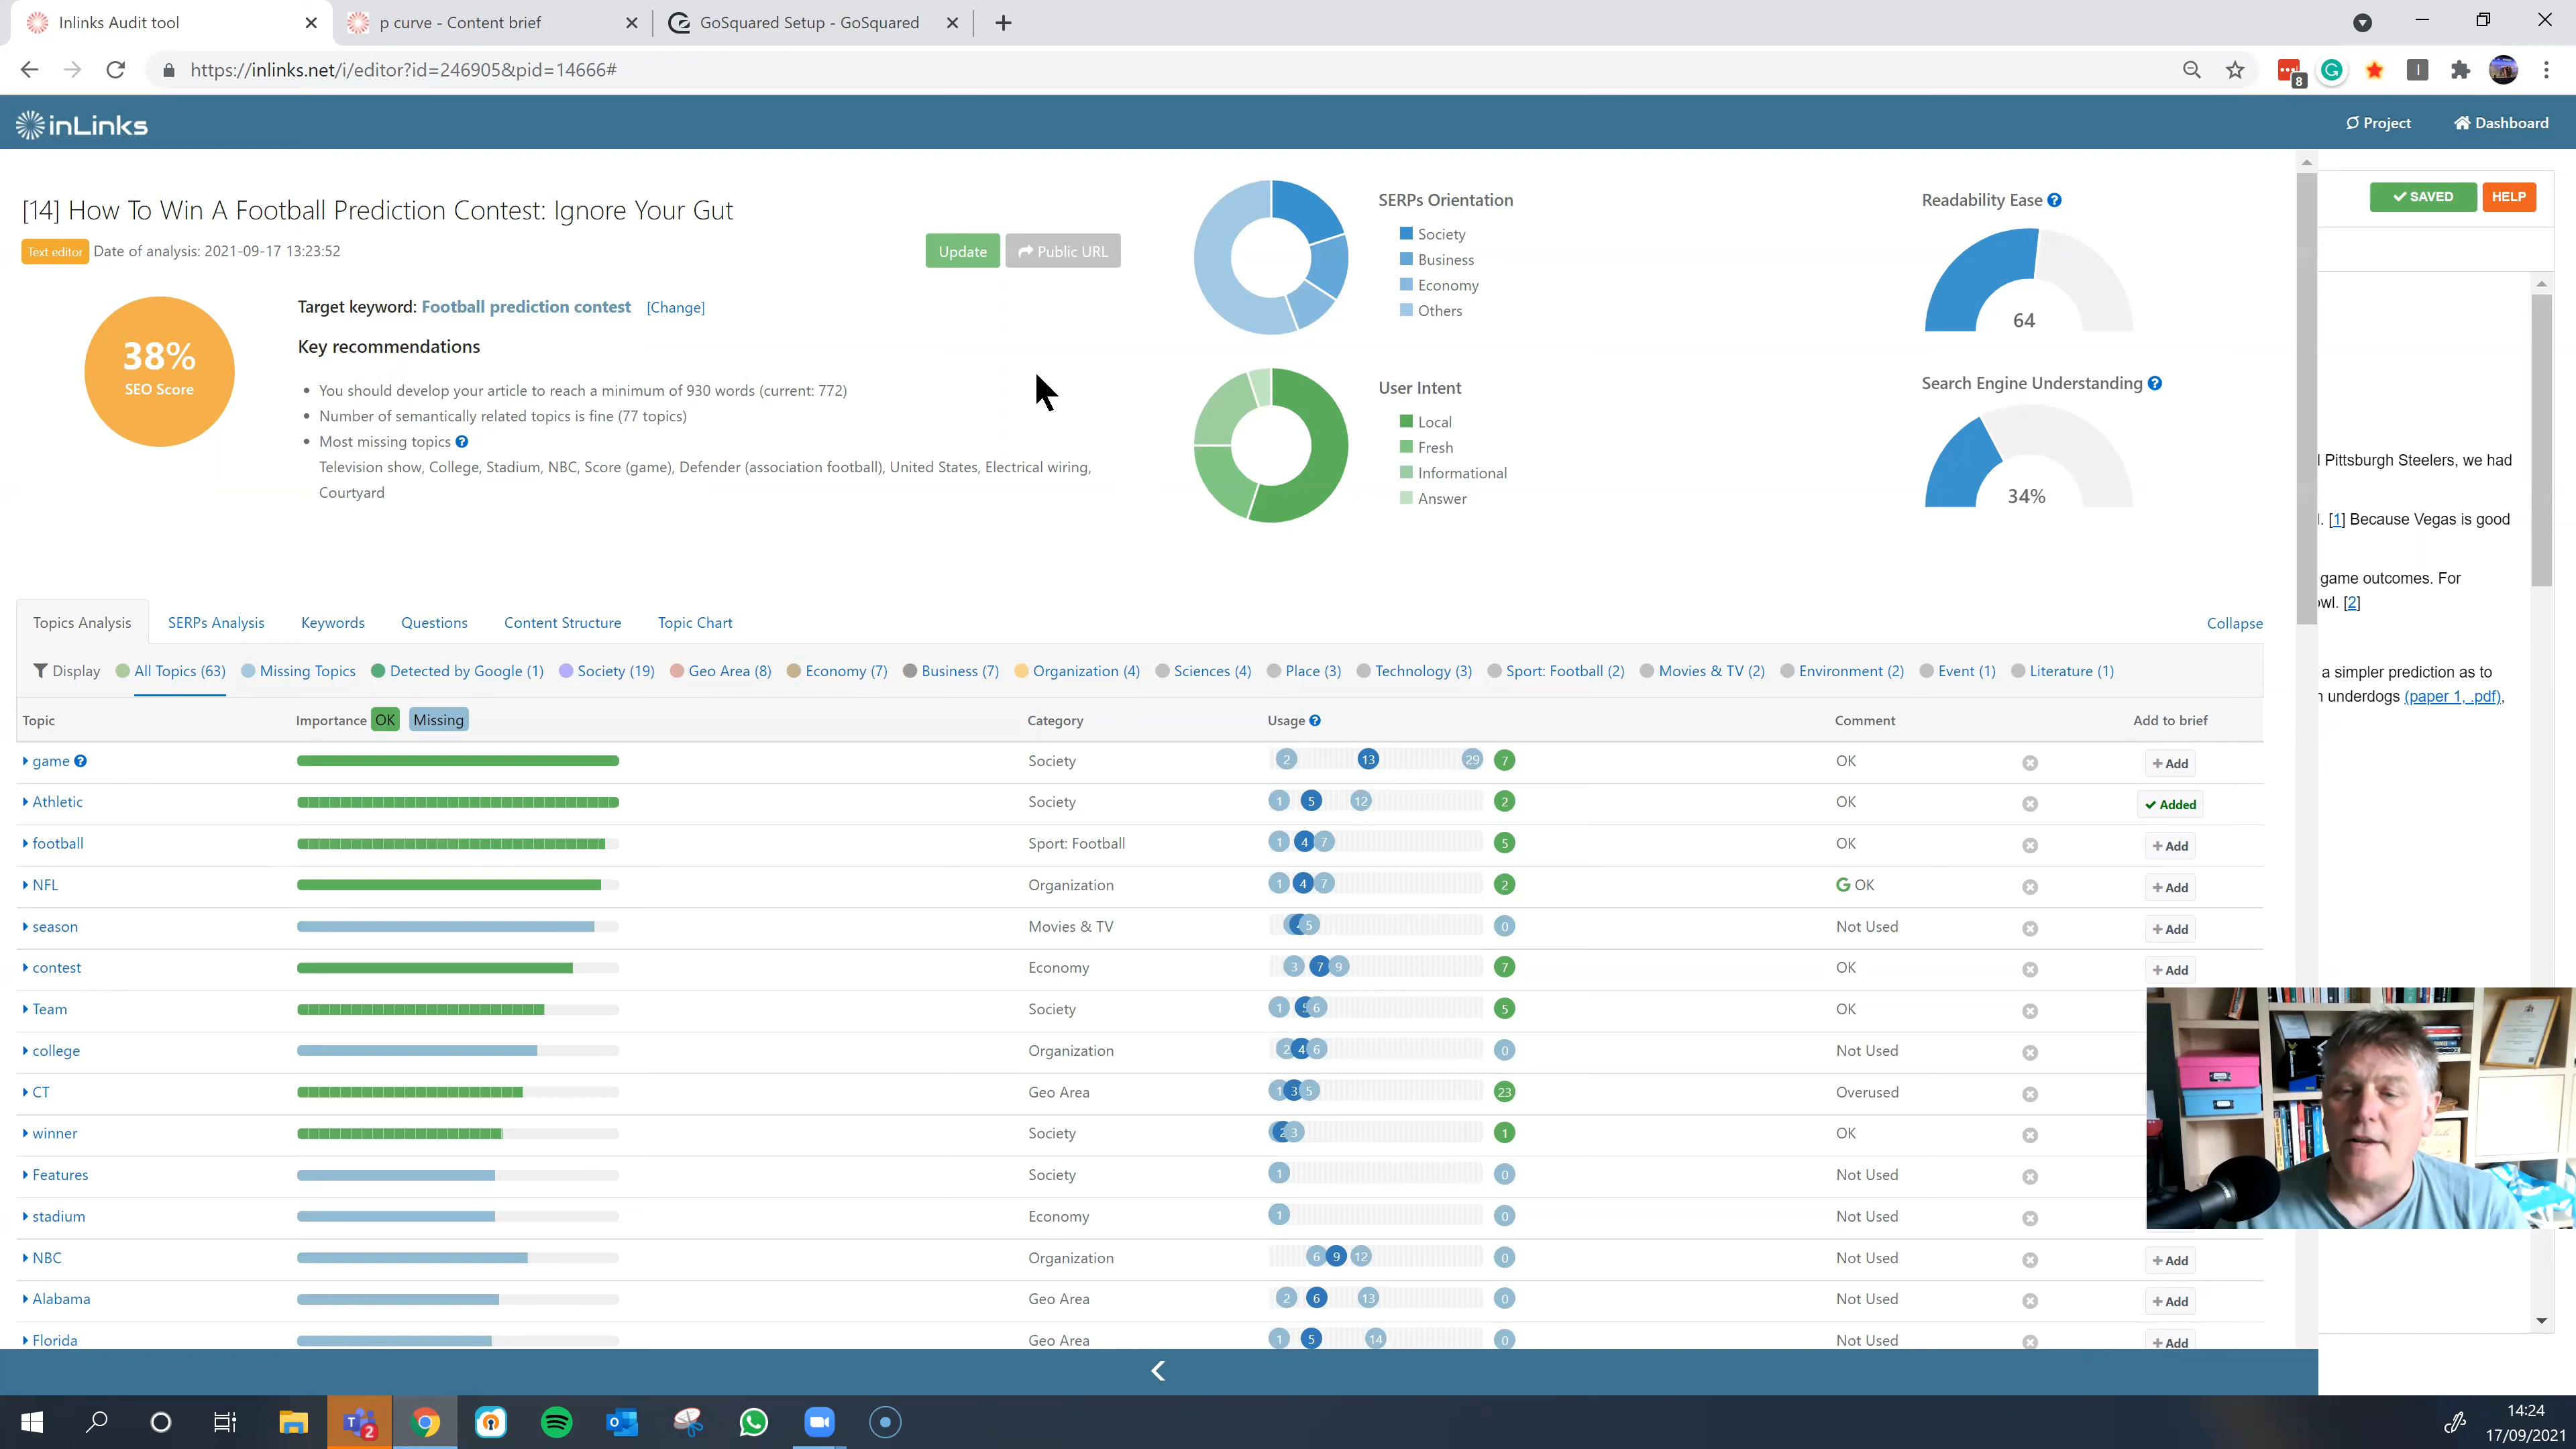 Inlinks Audit tool
p curve - Content brief
GoSquared Setup - GoSquared
https://inlinks.net/i/editor?id=246905&pid=14666#
8
inLinks
Project
Dashboard
[14] How To Win A Football Prediction Contest: Ignore Your Gut
Text editor Date of analysis: 2021-09-17 13:23:52
Update
Public URL
38%
SEO Score
Target keyword: Football prediction contest [Change]
Key recommendations
You should develop your article to reach a minimum of 930 words (current: 772)
Number of semantically related topics is fine (77 topics)
Most missing topics
Television show, College, Stadium, NBC, Score (game), Defender (association football), United States, Electrical wiring,
Courtyard
SERPs Orientation
Society
Business
Economy
Others
User Intent
Local
Fresh
Informational
Answer
Readability Ease
64
Search Engine Understanding
34%
SAVED
HELP
Pittsburgh Steelers, we had
[1] Because Vegas is good
game outcomes. For
[2]
a simpler prediction as to
underdogs (paper 1, .pdf),
Topics Analysis SERPs Analysis Keywords Questions Content Structure Topic Chart Collapse
Display All Topics (63) Missing Topics Detected by Google (1) Society (19) Geo Area (8) Economy (7) Business (7) Organization (4) Sciences (4) Place (3) Technology (3) Sport: Football (2) Movies & TV (2) Environment (2) Event (1) Literature (1)
Topic Importance OK Missing Category Usage Comment Add to brief
game Society 2 13 29 7 OK + Add
Athletic Society 1 5 12 2 OK Added
football Sport: Football 1 4 7 5 OK + Add
NFL Organization 1 4 7 2 G OK + Add
season Movies & TV 5 0 Not Used + Add
contest Economy 3 7 9 7 OK + Add
Team Society 1 5 6 5 OK
college Organization 2 4 6 0 Not Used
CT Geo Area 1 3 5 23 Overused
winner Society 2 3 1 OK
Features Society 1 0 Not Used
stadium Economy 1 0 Not Used
NBC Organization 6 9 12 0 Not Used + Add
Alabama Geo Area 2 6 13 0 Not Used + Add
Florida Geo Area 1 5 14 0 Not Used + Add
2
14:24
17/09/2021